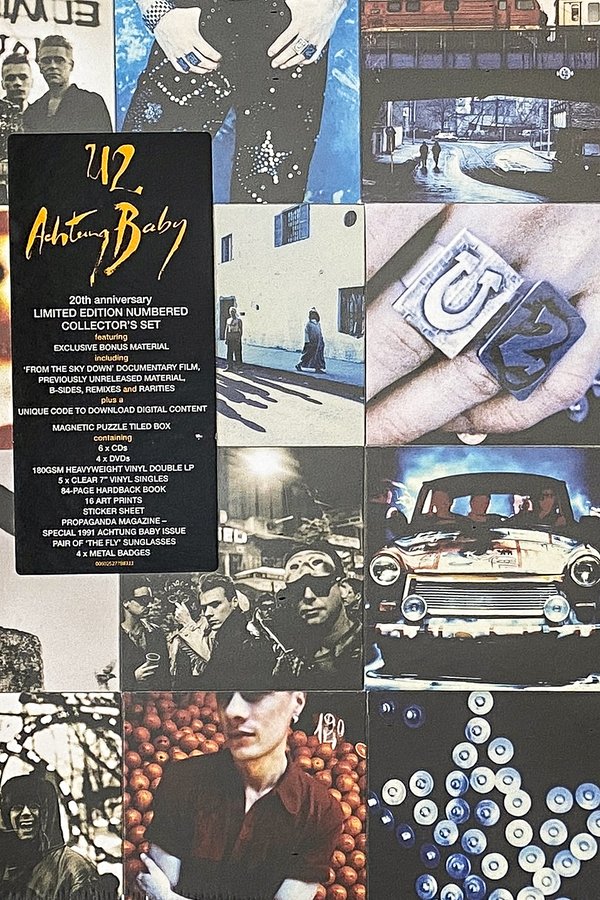 U2
Achtung Baby
20th anniversary
LIMITED EDITION NUMBERED
COLLECTOR'S SET
featuring
EXCLUSIVE BONUS MATERIAL
including
'FROM THE SKY DOWN' DOCUMENTARY FILM,
PREVIOUSLY UNRELEASED MATERIAL,
B-SIDES, REMIXES and RARITIES
plus a
UNIQUE CODE TO DOWNLOAD DIGITAL CONTENT
MAGNETIC PUZZLE TILED BOX
containing
6 x CDs
4 x DVDs
180GSM HEAVYWEIGHT VINYL DOUBLE LP
5 x CLEAR 7" VINYL SINGLES
84-PAGE HARDBACK BOOK
16 ART PRINTS
STICKER SHEET
PROPAGANDA MAGAZINE –
SPECIAL 1991 ACHTUNG BABY ISSUE
PAIR OF 'THE FLY' SUNGLASSES
4 x METAL BADGES
U2